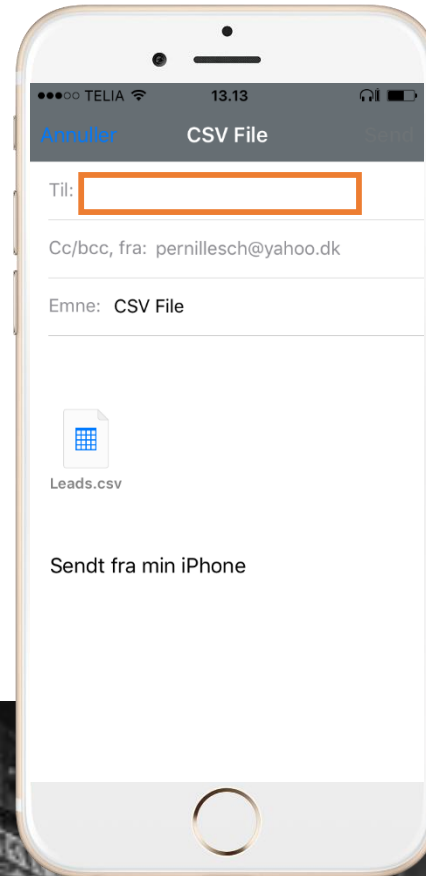 TELIA 13.13
Annuller CSV File Send
Til:
Cc/bcc, fra: pernillesch@yahoo.dk
Emne: CSV File
Leads.csv
Sendt fra min iPhone